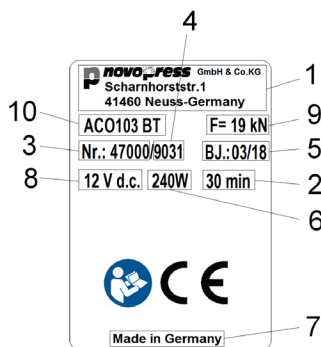 4
novopress GmbH & Co.KG
1
Scharnhorststr.1
41460 Neuss-Germany
10 ACO103 BT F= 19 kN 9
3 Nr.: 47000/9031 BJ.:03/18 5
8 12 V d.c. 240W 30 min 2
6
CE
7
Made in Germany